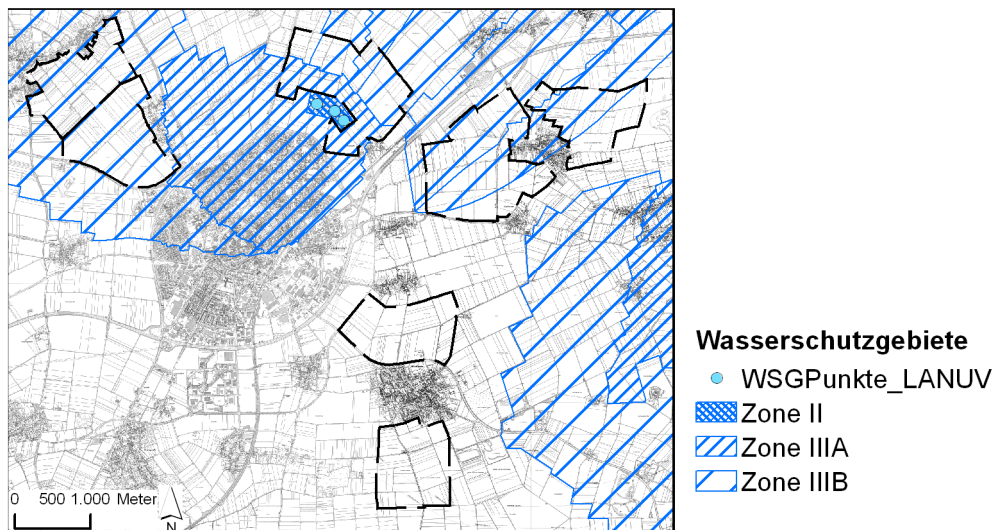 Wasserschutzgebiete
WSGPunkte_LANUV
Zone II
Zone IIIA
Zone IIIB
0 500 1.000 Meter
N